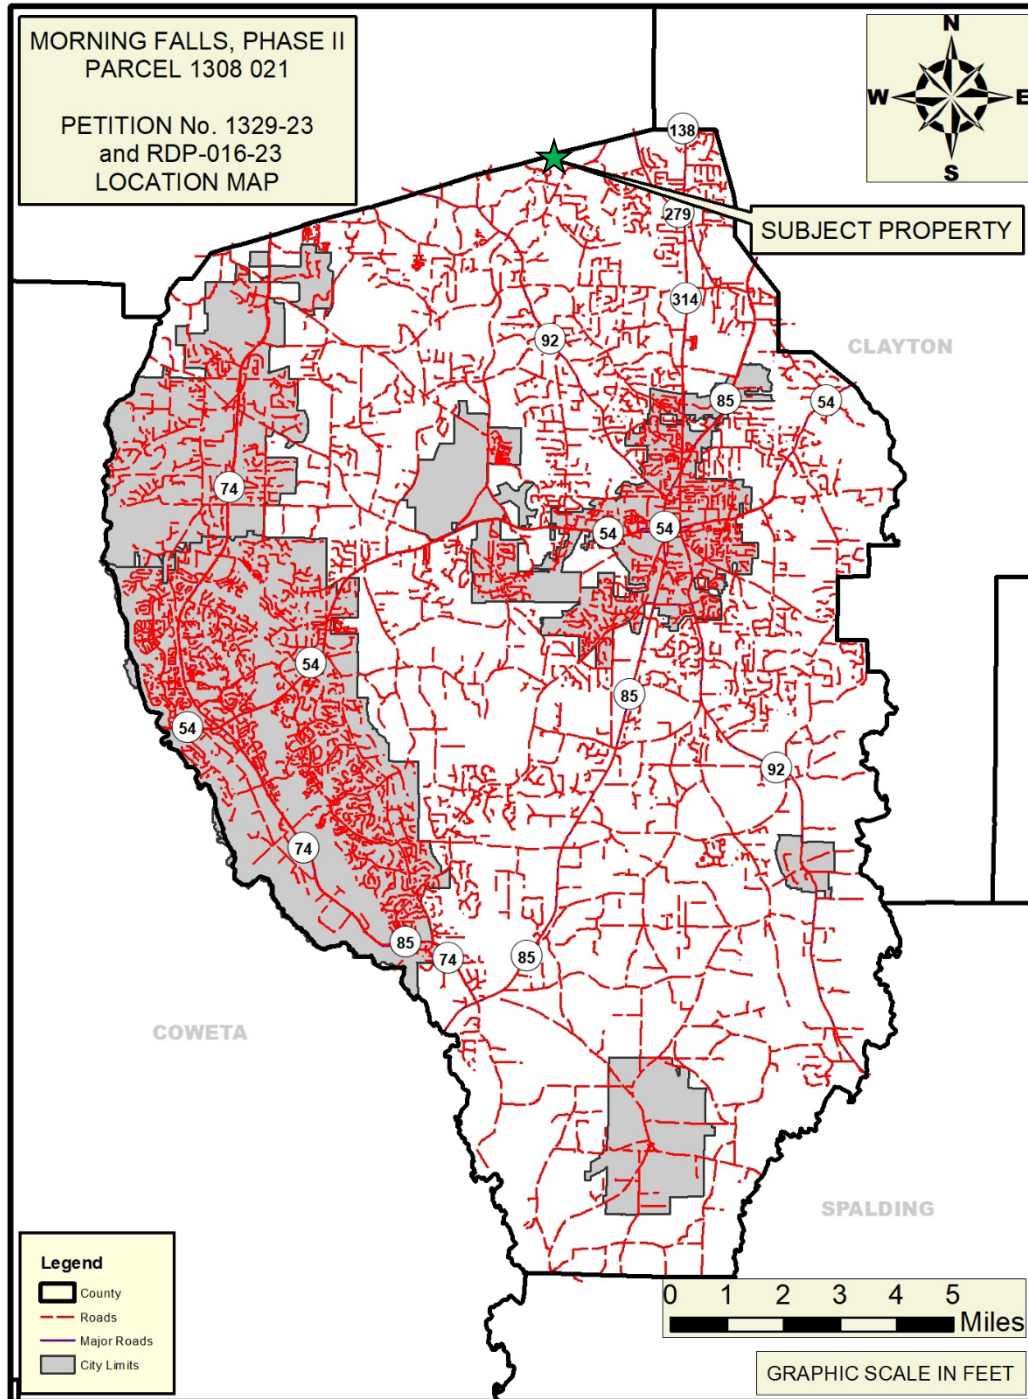 MORNING FALLS, PHASE II
PARCEL 1308 021
PETITION No. 1329-23
and RDP-016-23
LOCATION MAP
N
W
E
S
138
SUBJECT PROPERTY
279
314
92
CLAYTON
85
54
74
54
54
54
85
54
92
74
85
74
85
COWETA
SPALDING
Legend
County
Roads
Major Roads
City Limits
0 1 2 3 4 5
Miles
GRAPHIC SCALE IN FEET